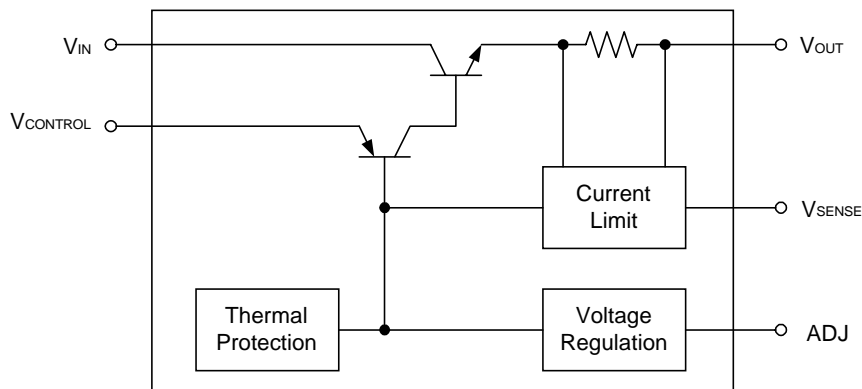 VIN
VOUT
VCONTROL
Current
Limit
VSENSE
Thermal
Protection
Voltage
Regulation
ADJ